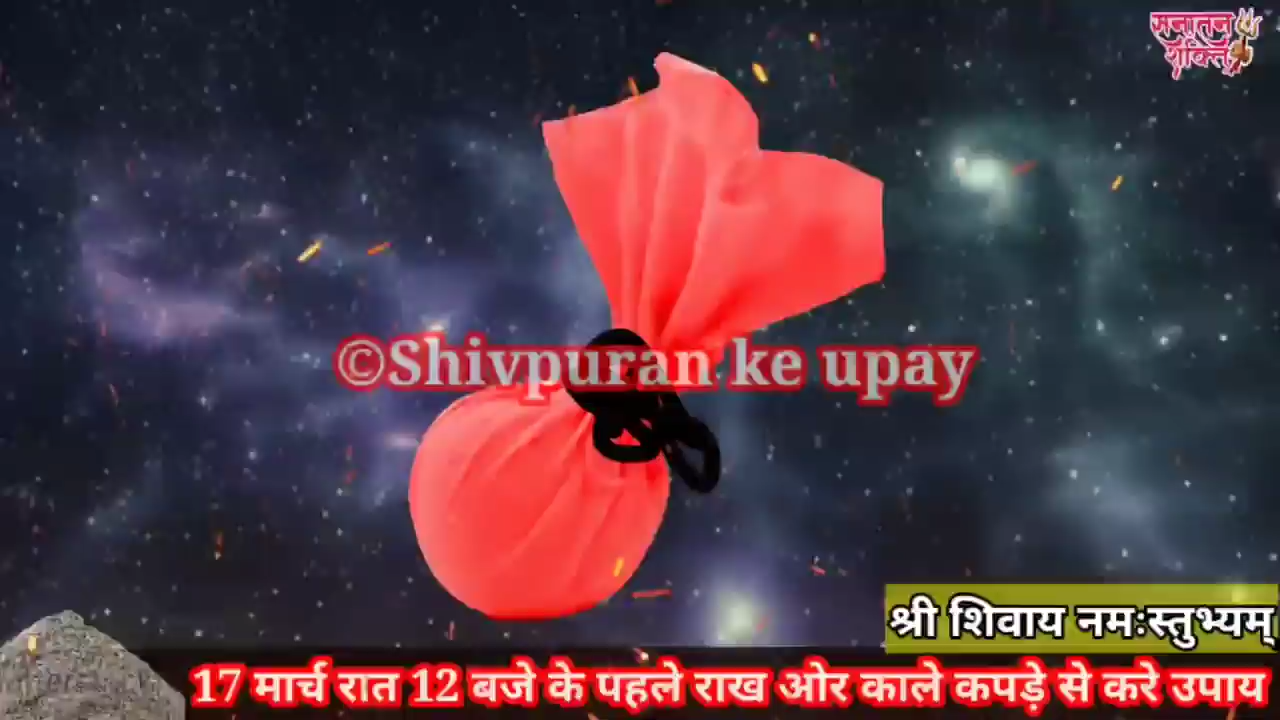 सनातन
शक्ति
©Shivpuran ke upay
श्री शिवाय नमःस्तुभ्यम्
17 मार्च रात 12 बजे के पहले राख ओर काले कपड़े से करे उपाय